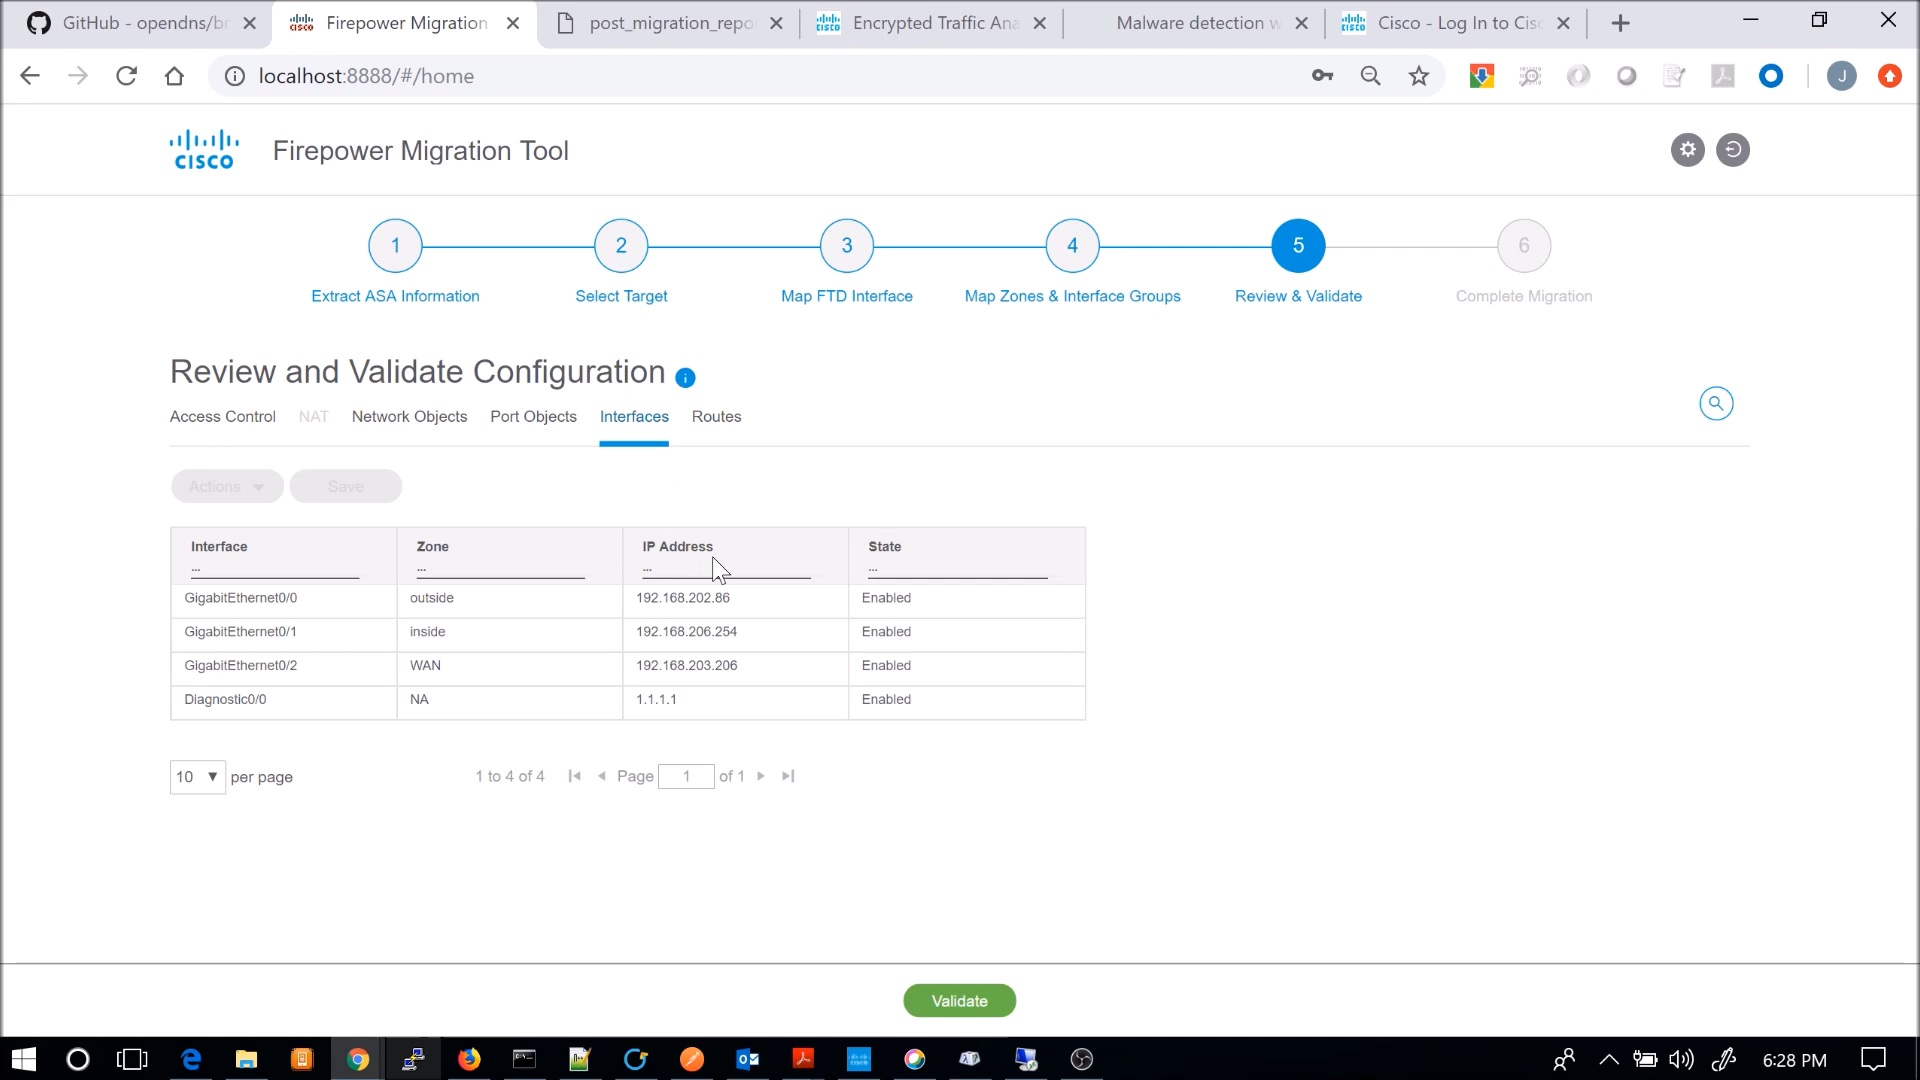 GitHub - opendns/br
Firepower Migration
post_migration_repo
Encrypted Traffic Ana
Malware detection w
Cisco - Log In to Cisc
localhost:8888/#/home
J
CISCO
Firepower Migration Tool
1
2
3
4
5
6
Extract ASA Information
Select Target
Map FTD Interface
Map Zones & Interface Groups
Review & Validate
Complete Migration
Review and Validate Configuration i
Access Control NAT Network Objects Port Objects Interfaces Routes
Actions Save
Interface Zone IP Address State
... ... ... ...
GigabitEthernet0/0 outside 192.168.202.86 Enabled
GigabitEthernet0/1 inside 192.168.206.254 Enabled
GigabitEthernet0/2 WAN 192.168.203.206 Enabled
Diagnostic0/0 NA 1.1.1.1 Enabled
10 per page 1 to 4 of 4 Page 1 of 1
Validate
6:28 PM